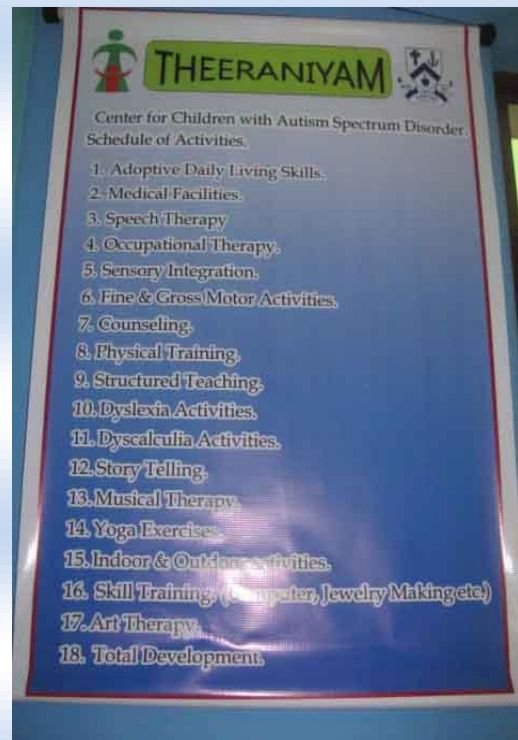 THEERANIYAM
Center for Children with Autism Spectrum Disorder.
Schedule of Activities.
1. Adoptive Daily Living Skills.
2. Medical Facilities.
3. Speech Therapy
4. Occupational Therapy.
5. Sensory Integration.
6. Fine & Gross Motor Activities.
7. Counseling.
8. Physical Training.
9. Structured Teaching.
10. Dyslexia Activities.
11. Dyscalculia Activities.
12. Story Telling.
13. Musical Therapy.
14. Yoga Exercises.
15. Indoor & Outdoor Activities.
16. Skill Training. (Computer, Jewelry Making etc.)
17. Art Therapy.
18. Total Development.